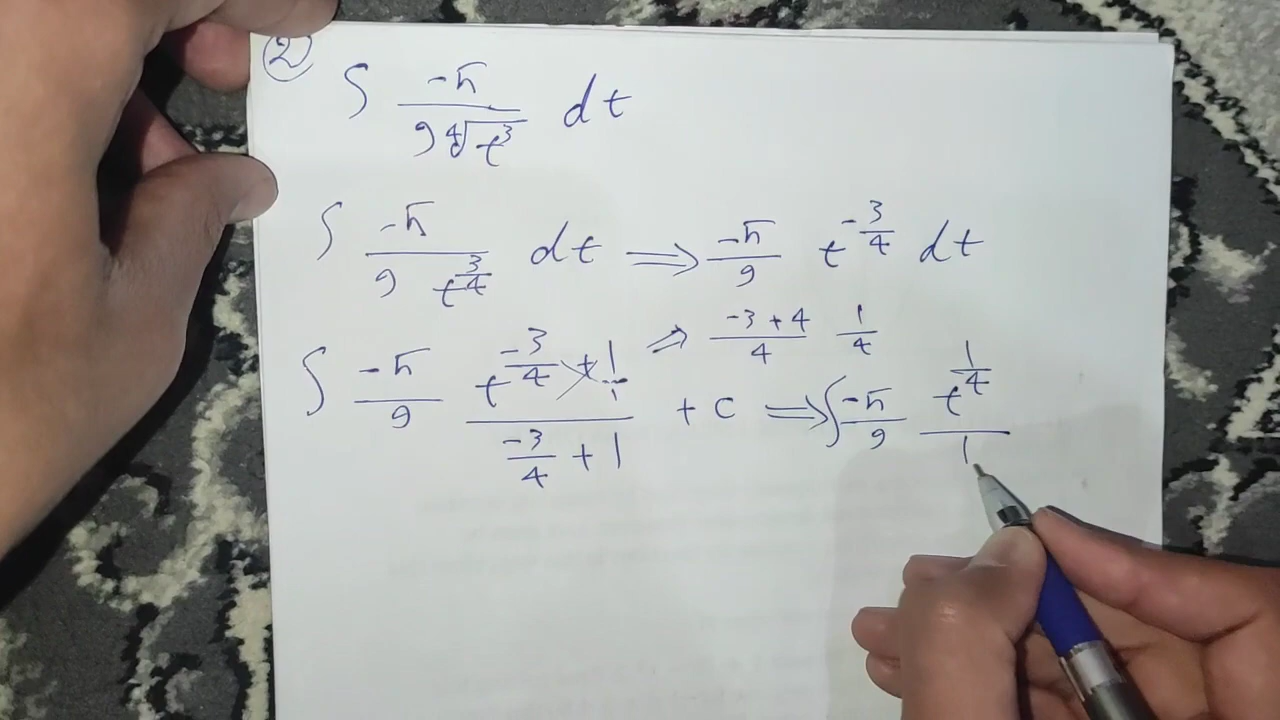 ②
∫ -π / 9 ∜t³ dt
∫ -π / 9 t^(3/4) dt ⟹ -π/9 t^(-3/4) dt
∫ -π/9 t^(-3/4 + 1/1) / (-3/4 + 1) + C ⟹ ∫ -π/9 t^(1/4) / 1
⇒ (-3+4)/4 1/4